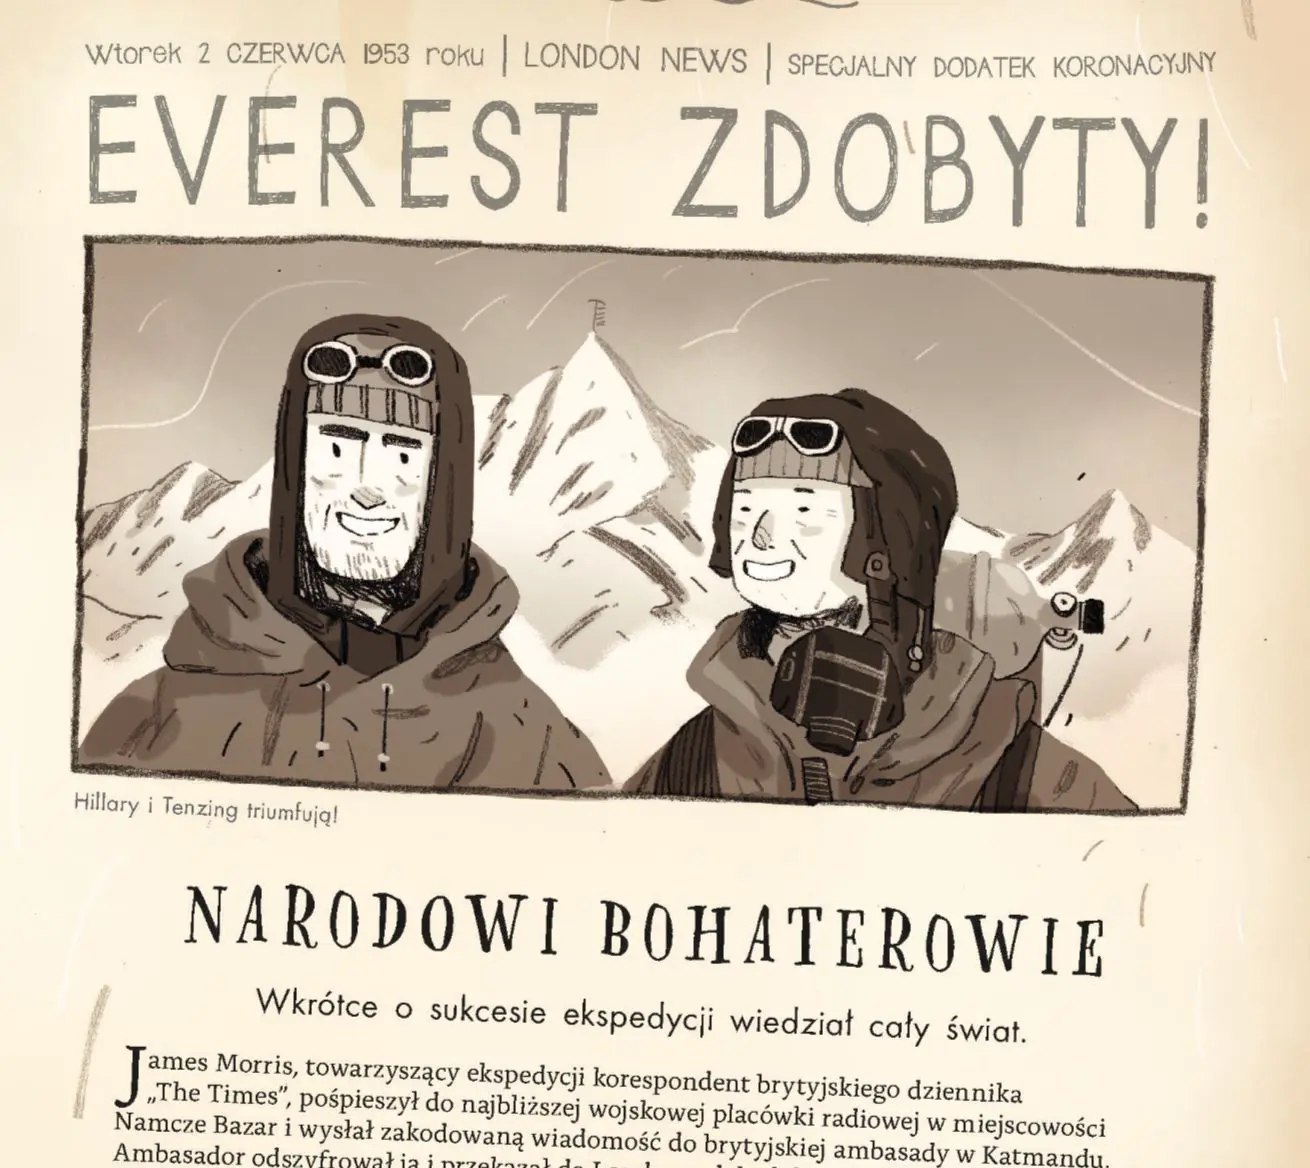 Wtorek 2 CZERWCA 1953 roku | LONDON NEWS | SPECJALNY DODATEK KORONACYJNY
EVEREST ZDOBYTY!
Hillary i Tenzing triumfują!
NARODOWI BOHATEROWIE
Wkrótce o sukcesie ekspedycji wiedział cały świat.
James Morris, towarzyszący ekspedycji korespondent brytyjskiego dziennika
„The Times”, pośpieszył do najbliższej wojskowej placówki radiowej w miejscowości
Namcze Bazar i wysłał zakodowaną wiadomość do brytyjskiej ambasady w Katmandu.
Ambasador odszyfrował ją i przekazał do